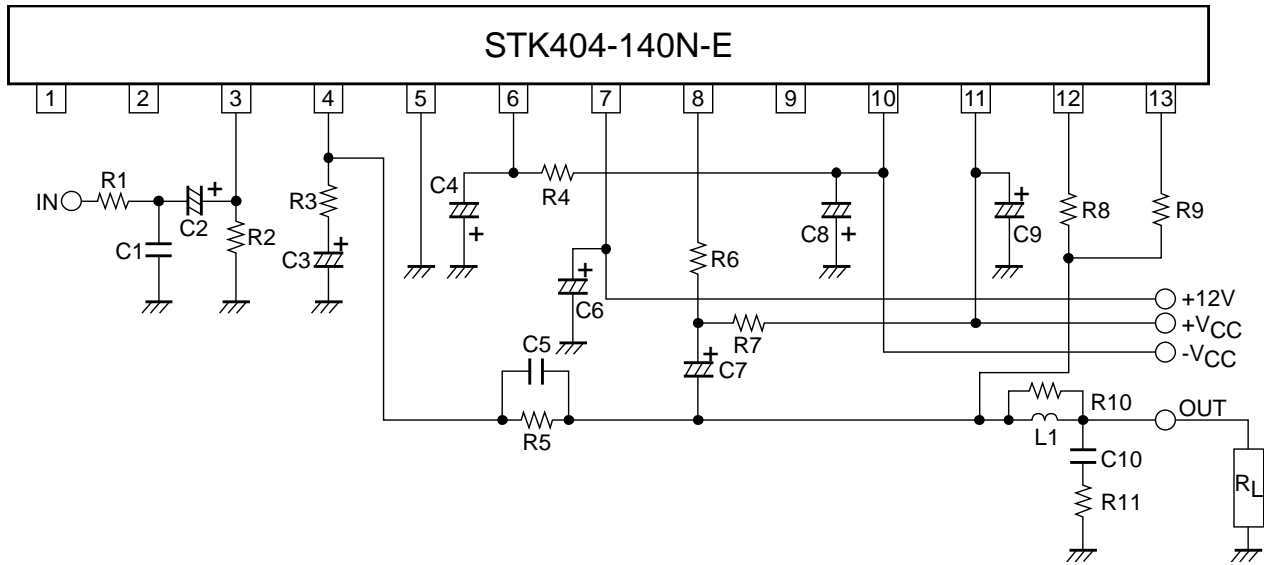 STK404-140N-E
1 2 3 4 5 6 7 8 9 10 11 12 13
IN
R1
C1
C2
+
R2
R3
C3
+
C4
+
R4
C8
+
C9
+
R8
R9
C6
+
R6
R7
C7
+
+12V
+VCC
-VCC
C5
R5
R10
L1
OUT
C10
R11
RL